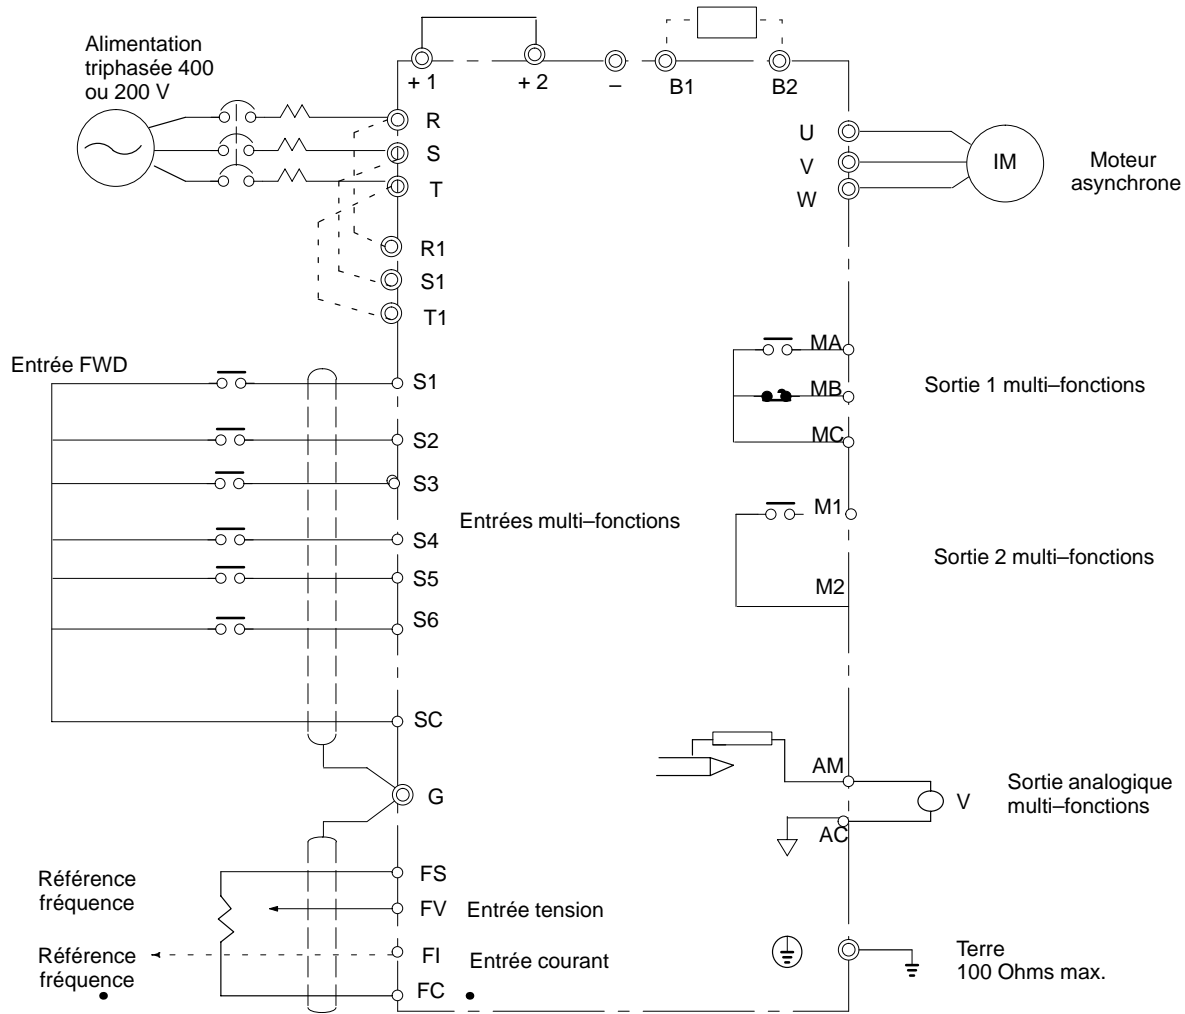 Alimentation
triphasée 400
ou 200 V
+ 1
+ 2
–
B1
B2
R
S
T
R1
S1
T1
U
V
W
IM
Moteur
asynchrone
Entrée FWD
S1
S2
S3
S4
S5
S6
SC
G
Entrées multi–fonctions
MA
MB
MC
Sortie 1 multi–fonctions
M1
M2
Sortie 2 multi–fonctions
AM
AC
V
Sortie analogique
multi–fonctions
Référence
fréquence
FS
FV
Entrée tension
Référence
fréquence
•
FI
Entrée courant
FC
•
Terre
100 Ohms max.